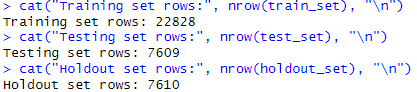 > cat("Training set rows:", nrow(train_set), "\n")
Training set rows: 22828
> cat("Testing set rows:", nrow(test_set), "\n")
Testing set rows: 7609
> cat("Holdout set rows:", nrow(holdout_set), "\n")
Holdout set rows: 7610